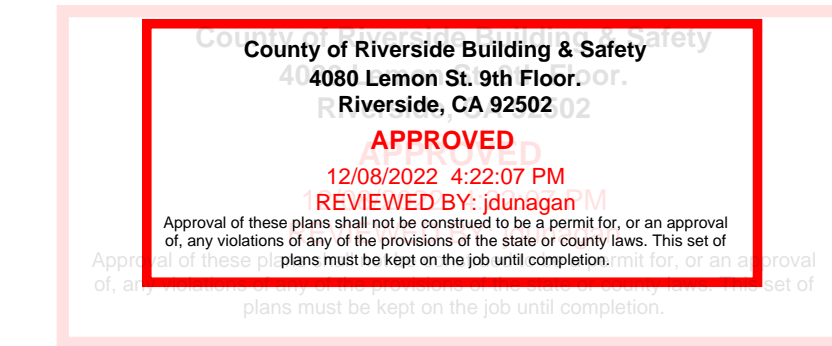 County of Riverside Building & Safety
4080 Lemon St. 9th Floor.
Riverside, CA 92502
APPROVED
12/08/2022 4:22:07 PM
REVIEWED BY: jdunagan
Approval of these plans shall not be construed to be a permit for, or an approval
of, any violations of any of the provisions of the state or county laws. This set of
plans must be kept on the job until completion.